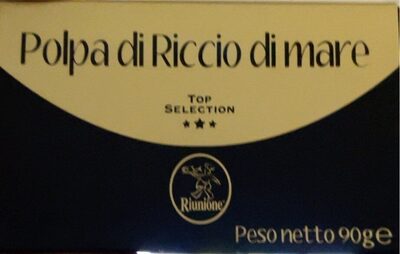 Polpa di Riccio di mare
TOP
SELECTION
Riunione
Peso netto 90g e